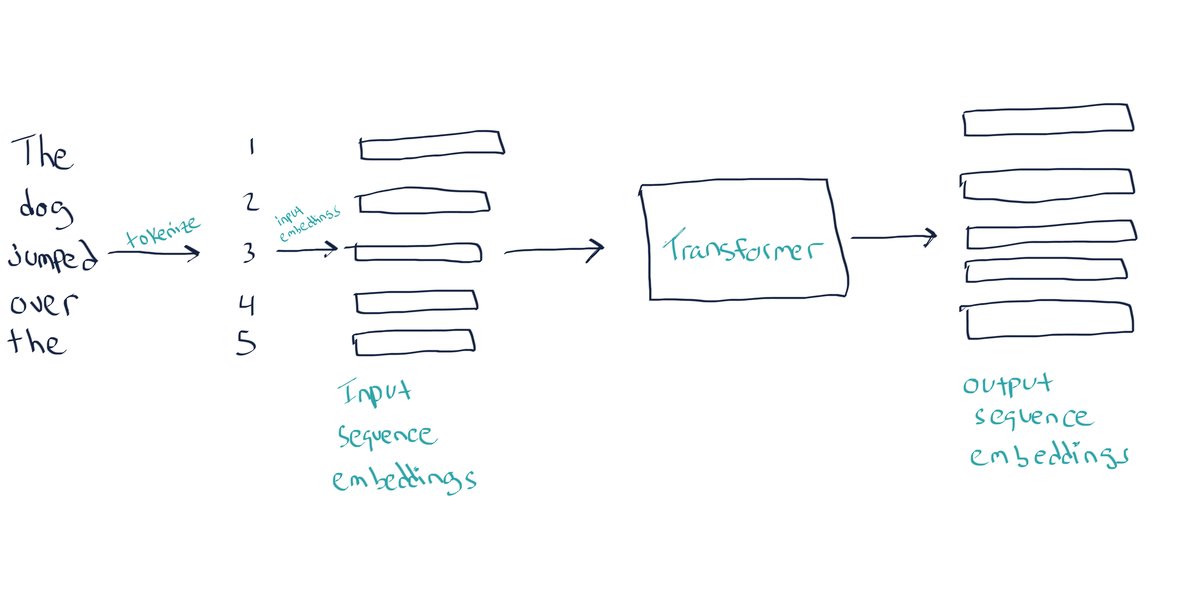 The
dog
jumped
over
the
tokenize
1
2
3
4
5
input
embeddings
Input
sequence
embeddings
Transformer
output
sequence
embeddings